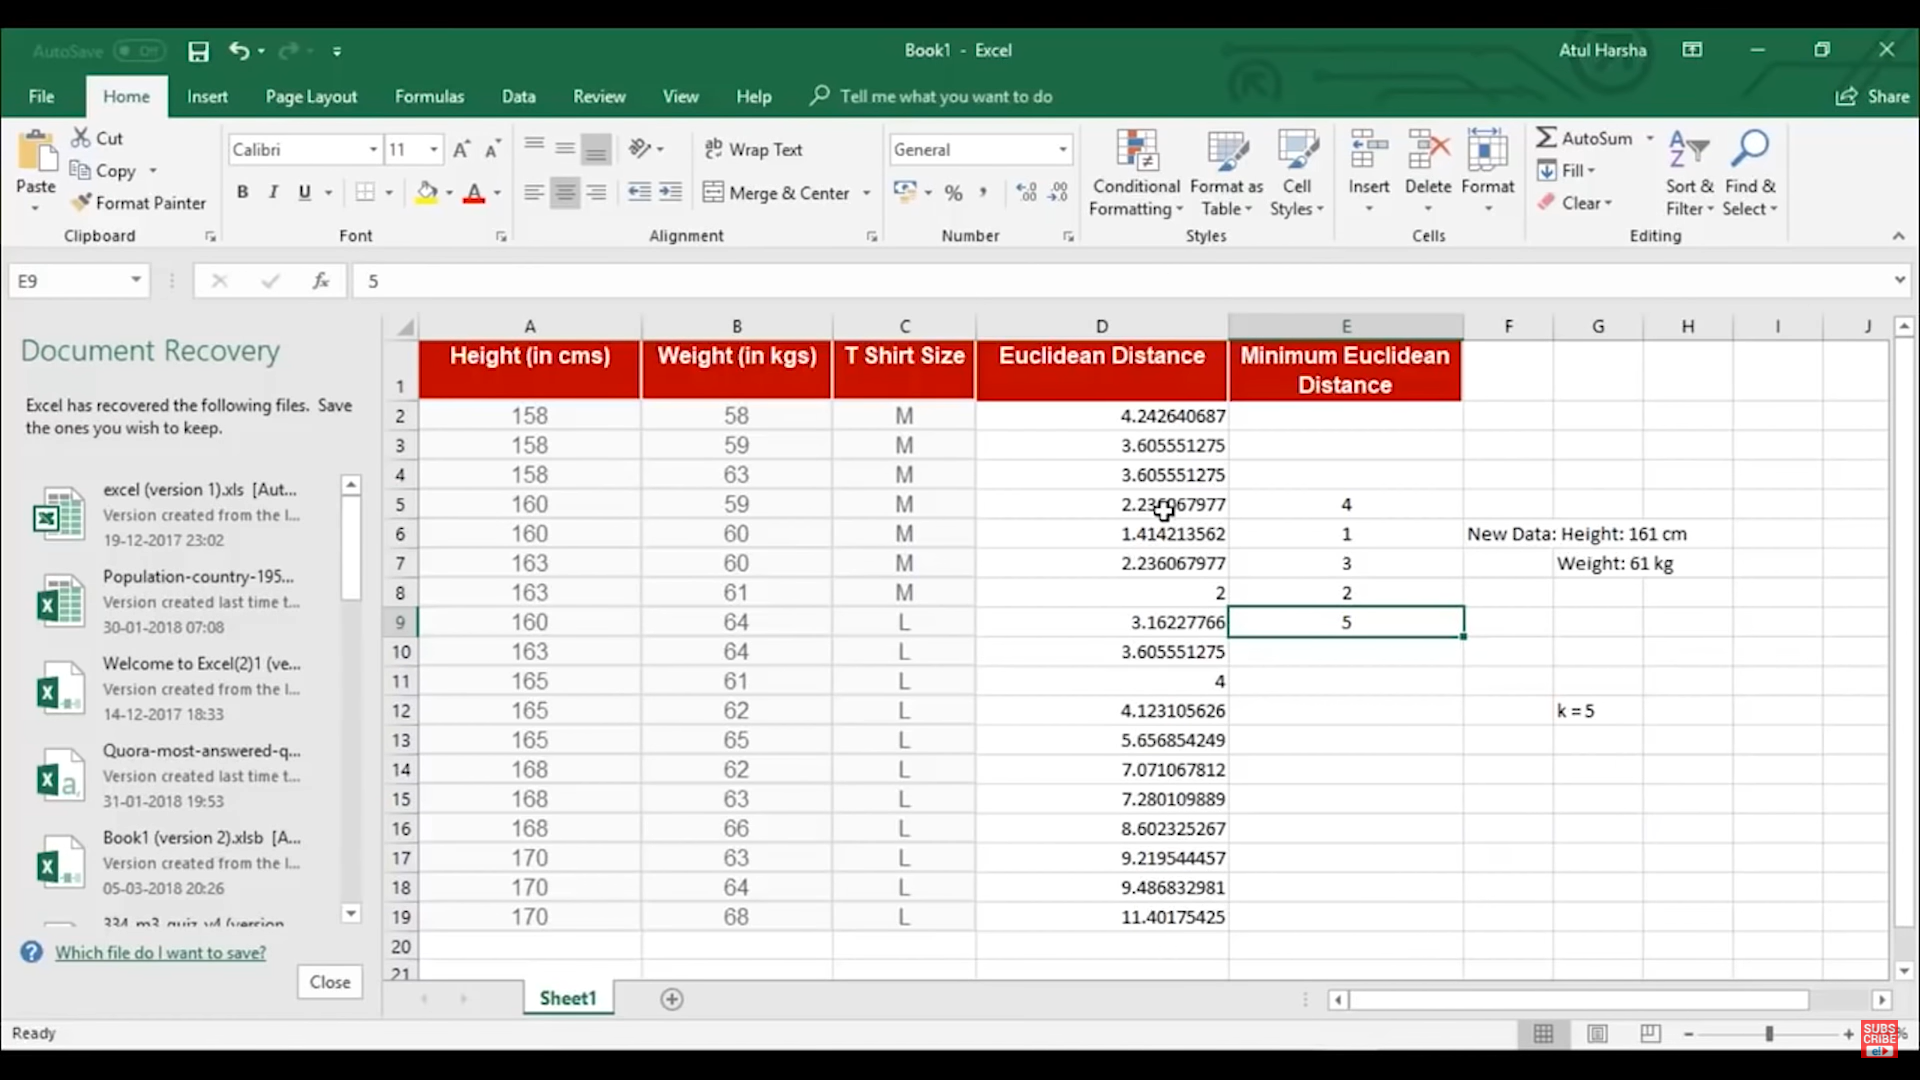 AutoSave Off
Book1 - Excel
Atul Harsha
File Home Insert Page Layout Formulas Data Review View Help Tell me what you want to do Share
Paste
Cut
Copy
Format Painter
Clipboard
Calibri 11
B I U
Font
Wrap Text
Merge & Center
Alignment
General
Number
Conditional Formatting
Format as Table
Cell Styles
Styles
Insert Delete Format
Cells
AutoSum
Fill
Clear
Sort & Filter
Find & Select
Editing
E9 fx 5
Document Recovery
Excel has recovered the following files. Save
the ones you wish to keep.
excel (version 1).xls [Aut...
Version created from the l...
19-12-2017 23:02
Population-country-195...
Version created last time t...
30-01-2018 07:08
Welcome to Excel(2)1 (ve...
Version created from the l...
14-12-2017 18:33
Quora-most-answered-q...
Version created last time t...
31-01-2018 19:53
Book1 (version 2).xlsb [A...
Version created from the l...
05-03-2018 20:26
Which file do I want to save?
Close
A B C D E F G H I J
1 Height (in cms) Weight (in kgs) T Shirt Size Euclidean Distance Minimum Euclidean Distance
2 158 58 M 4.242640687
3 158 59 M 3.605551275
4 158 63 M 3.605551275
5 160 59 M 2.236067977 4
6 160 60 M 1.414213562 1 New Data: Height: 161 cm
7 163 60 M 2.236067977 3 Weight: 61 kg
8 163 61 M 2 2
9 160 64 L 3.16227766 5
10 163 64 L 3.605551275
11 165 61 L 4
12 165 62 L 4.123105626 k = 5
13 165 65 L 5.656854249
14 168 62 L 7.071067812
15 168 63 L 7.280109889
16 168 66 L 8.602325267
17 170 63 L 9.219544457
18 170 64 L 9.486832981
19 170 68 L 11.40175425
20
21
Sheet1
Ready
SUBS
CRIBE